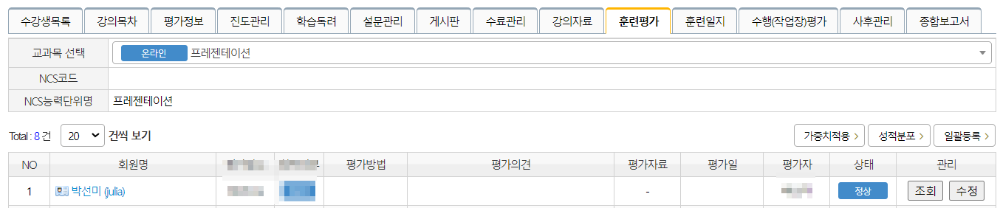 수강생목록 강의목차 평가정보 진도관리 학습독려 설문관리 게시판 수료관리 강의자료 훈련평가 훈련일지 수행(작업장)평가 사후관리 종합보고서
교과목 선택 온라인 프레젠테이션
NCS코드
NCS능력단위명 프레젠테이션
Total : 8 건 20 건씩 보기 가중치적용 성적분포 일괄등록
NO 회원명 평가방법 평가의견 평가자료 평가일 평가자 상태 관리
1 박선미 (julia) - 정상 조회 수정